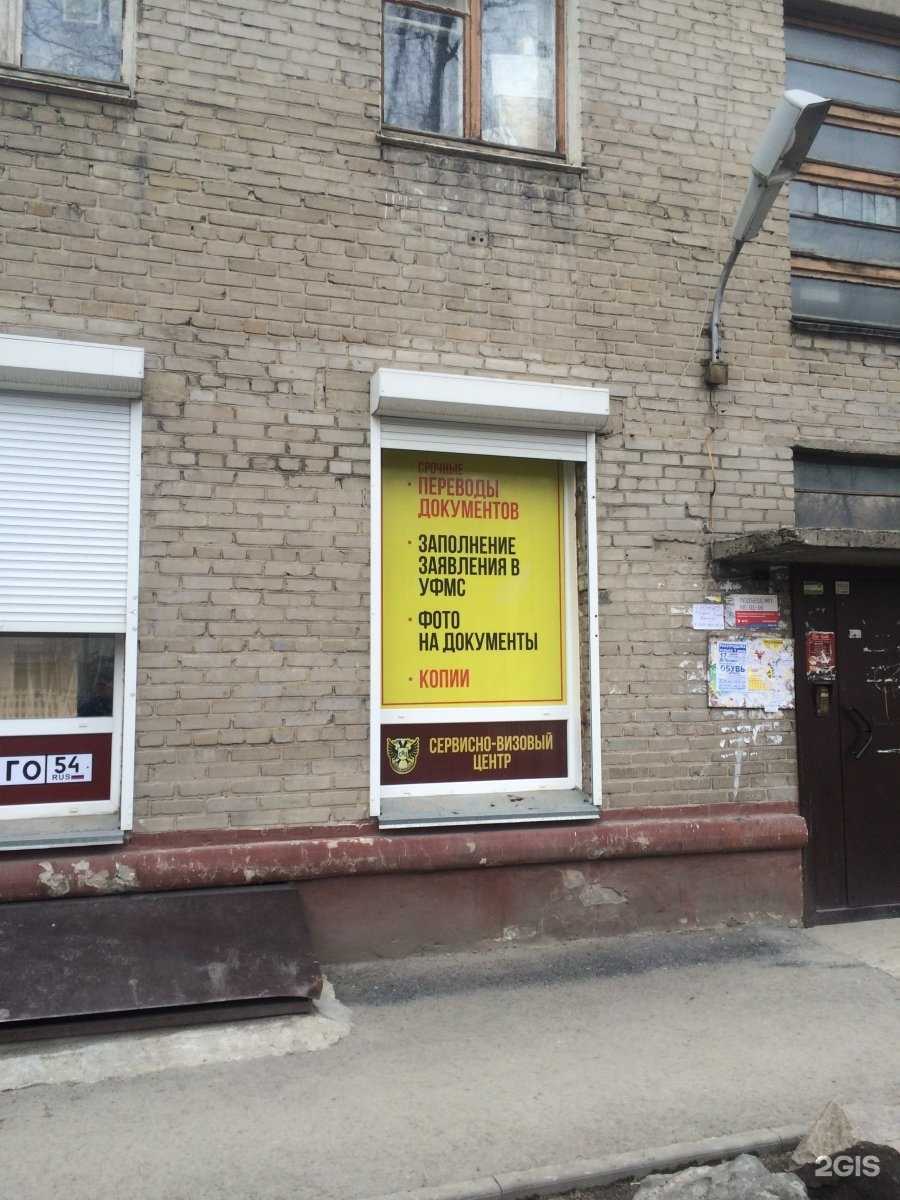 СРОЧНЫЕ
· ПЕРЕВОДЫ
ДОКУМЕНТОВ
· ЗАПОЛНЕНИЕ
ЗАЯВЛЕНИЯ В
УФМС
· ФОТО
НА ДОКУМЕНТЫ
· КОПИИ
СЕРВИСНО-ВИЗОВЫЙ
ЦЕНТР
ГО 54
RUS
ОБУВЬ
2GIS